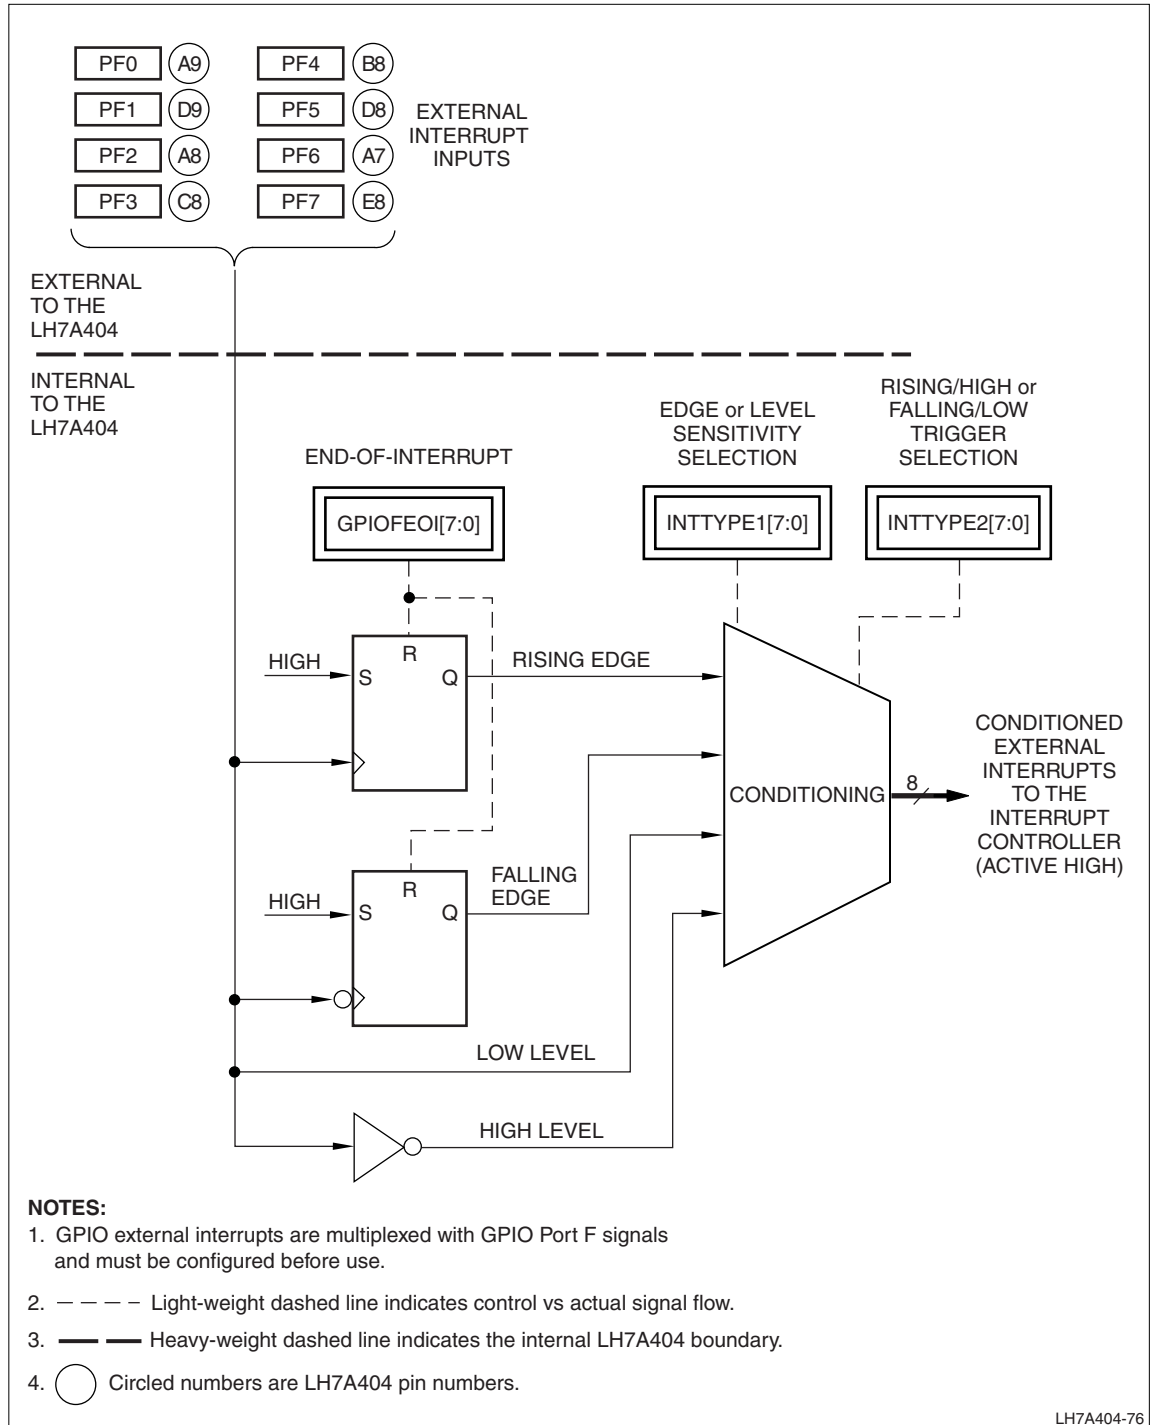 PF0 A9 PF4 B8
PF1 D9 PF5 D8
PF2 A8 PF6 A7
PF3 C8 PF7 E8
EXTERNAL
INTERRUPT
INPUTS
EXTERNAL
TO THE
LH7A404
INTERNAL
TO THE
LH7A404
END-OF-INTERRUPT
GPIOFEOI[7:0]
EDGE or LEVEL
SENSITIVITY
SELECTION
INTTYPE1[7:0]
RISING/HIGH or
FALLING/LOW
TRIGGER
SELECTION
INTTYPE2[7:0]
HIGH
S
R
Q
RISING EDGE
HIGH
S
R
Q
FALLING
EDGE
LOW LEVEL
HIGH LEVEL
CONDITIONING
8
CONDITIONED
EXTERNAL
INTERRUPTS
TO THE
INTERRUPT
CONTROLLER
(ACTIVE HIGH)
NOTES:
1. GPIO external interrupts are multiplexed with GPIO Port F signals
and must be configured before use.
2. Light-weight dashed line indicates control vs actual signal flow.
3. Heavy-weight dashed line indicates the internal LH7A404 boundary.
4. Circled numbers are LH7A404 pin numbers.
LH7A404-76